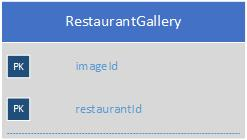 RestaurantGallery
PK imageId
PK restaurantId